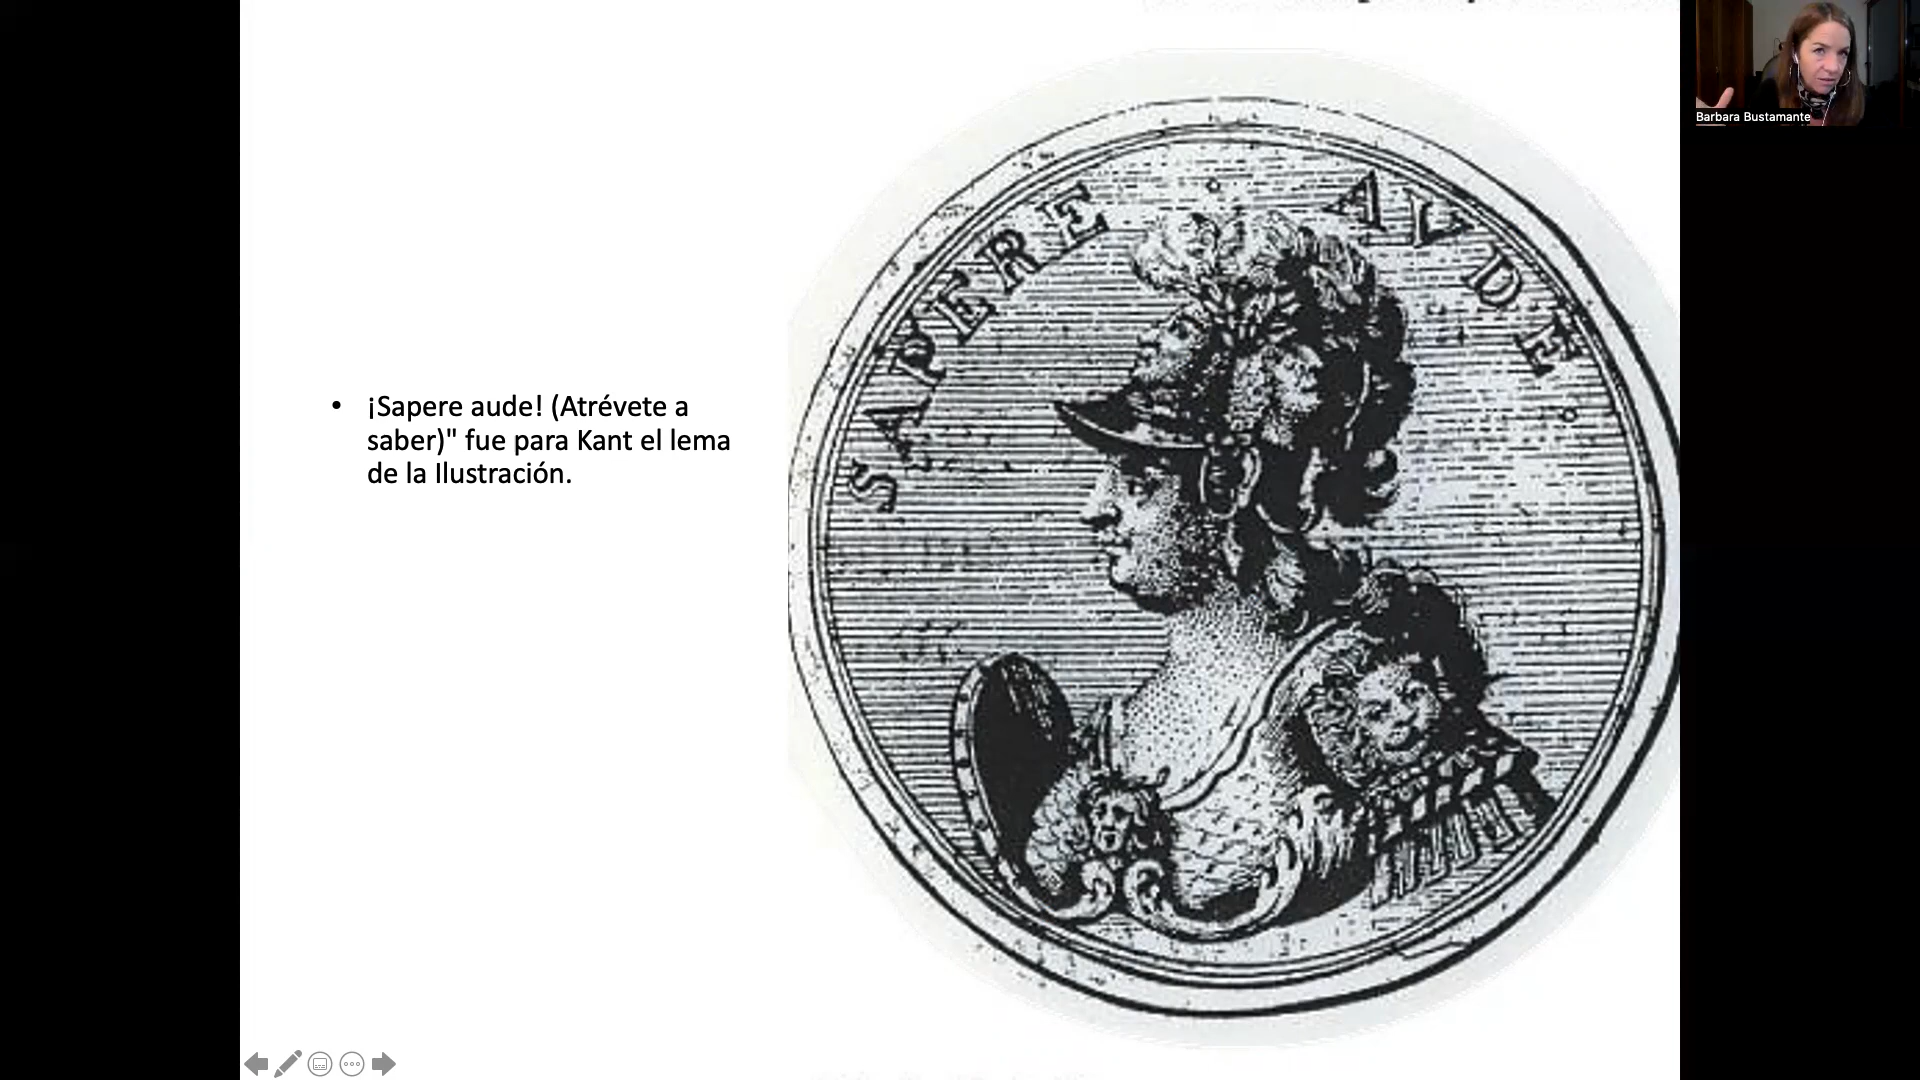 SAPERE AVDE
• ¡Sapere aude! (Atrévete a
saber)" fue para Kant el lema
de la Ilustración.
Barbara Bustamante